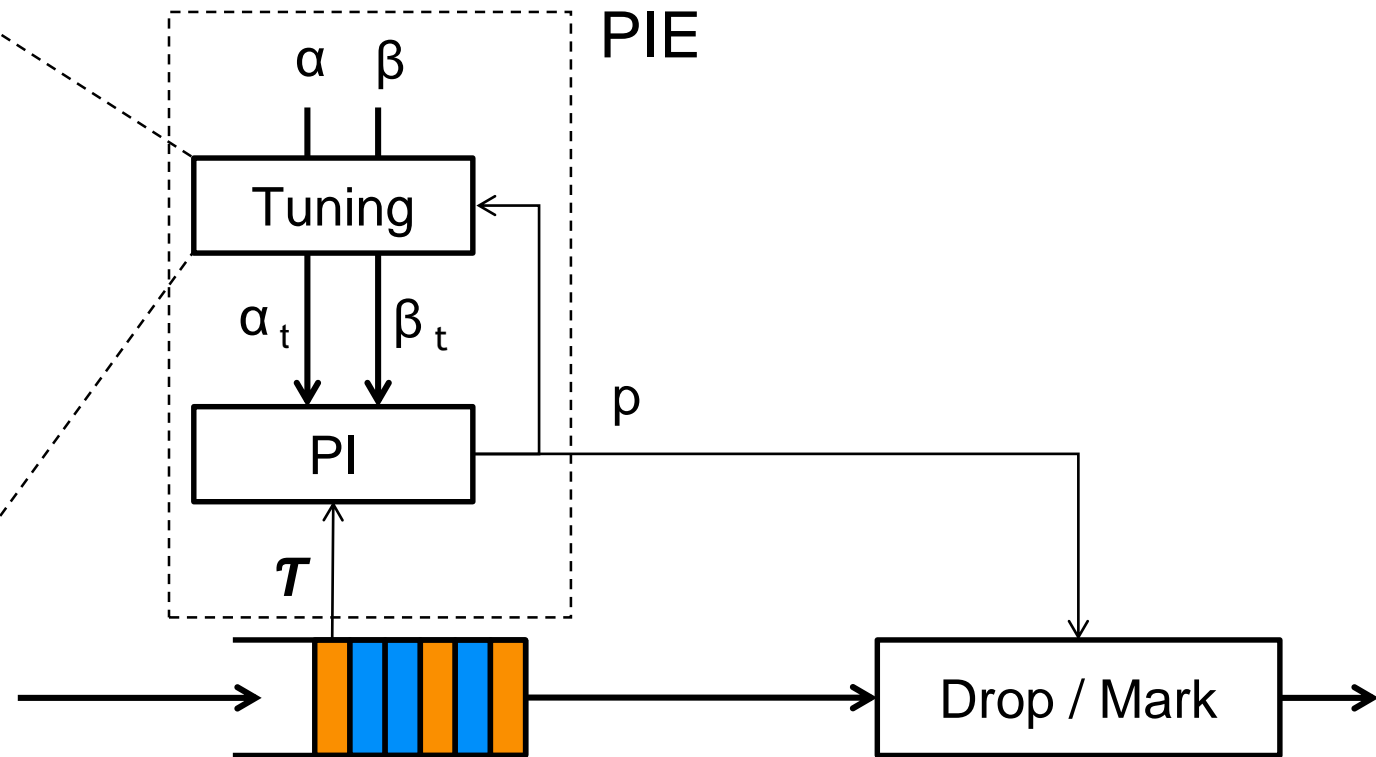 PIE
α β
Tuning
α t β t
p
PI
τ
Drop / Mark